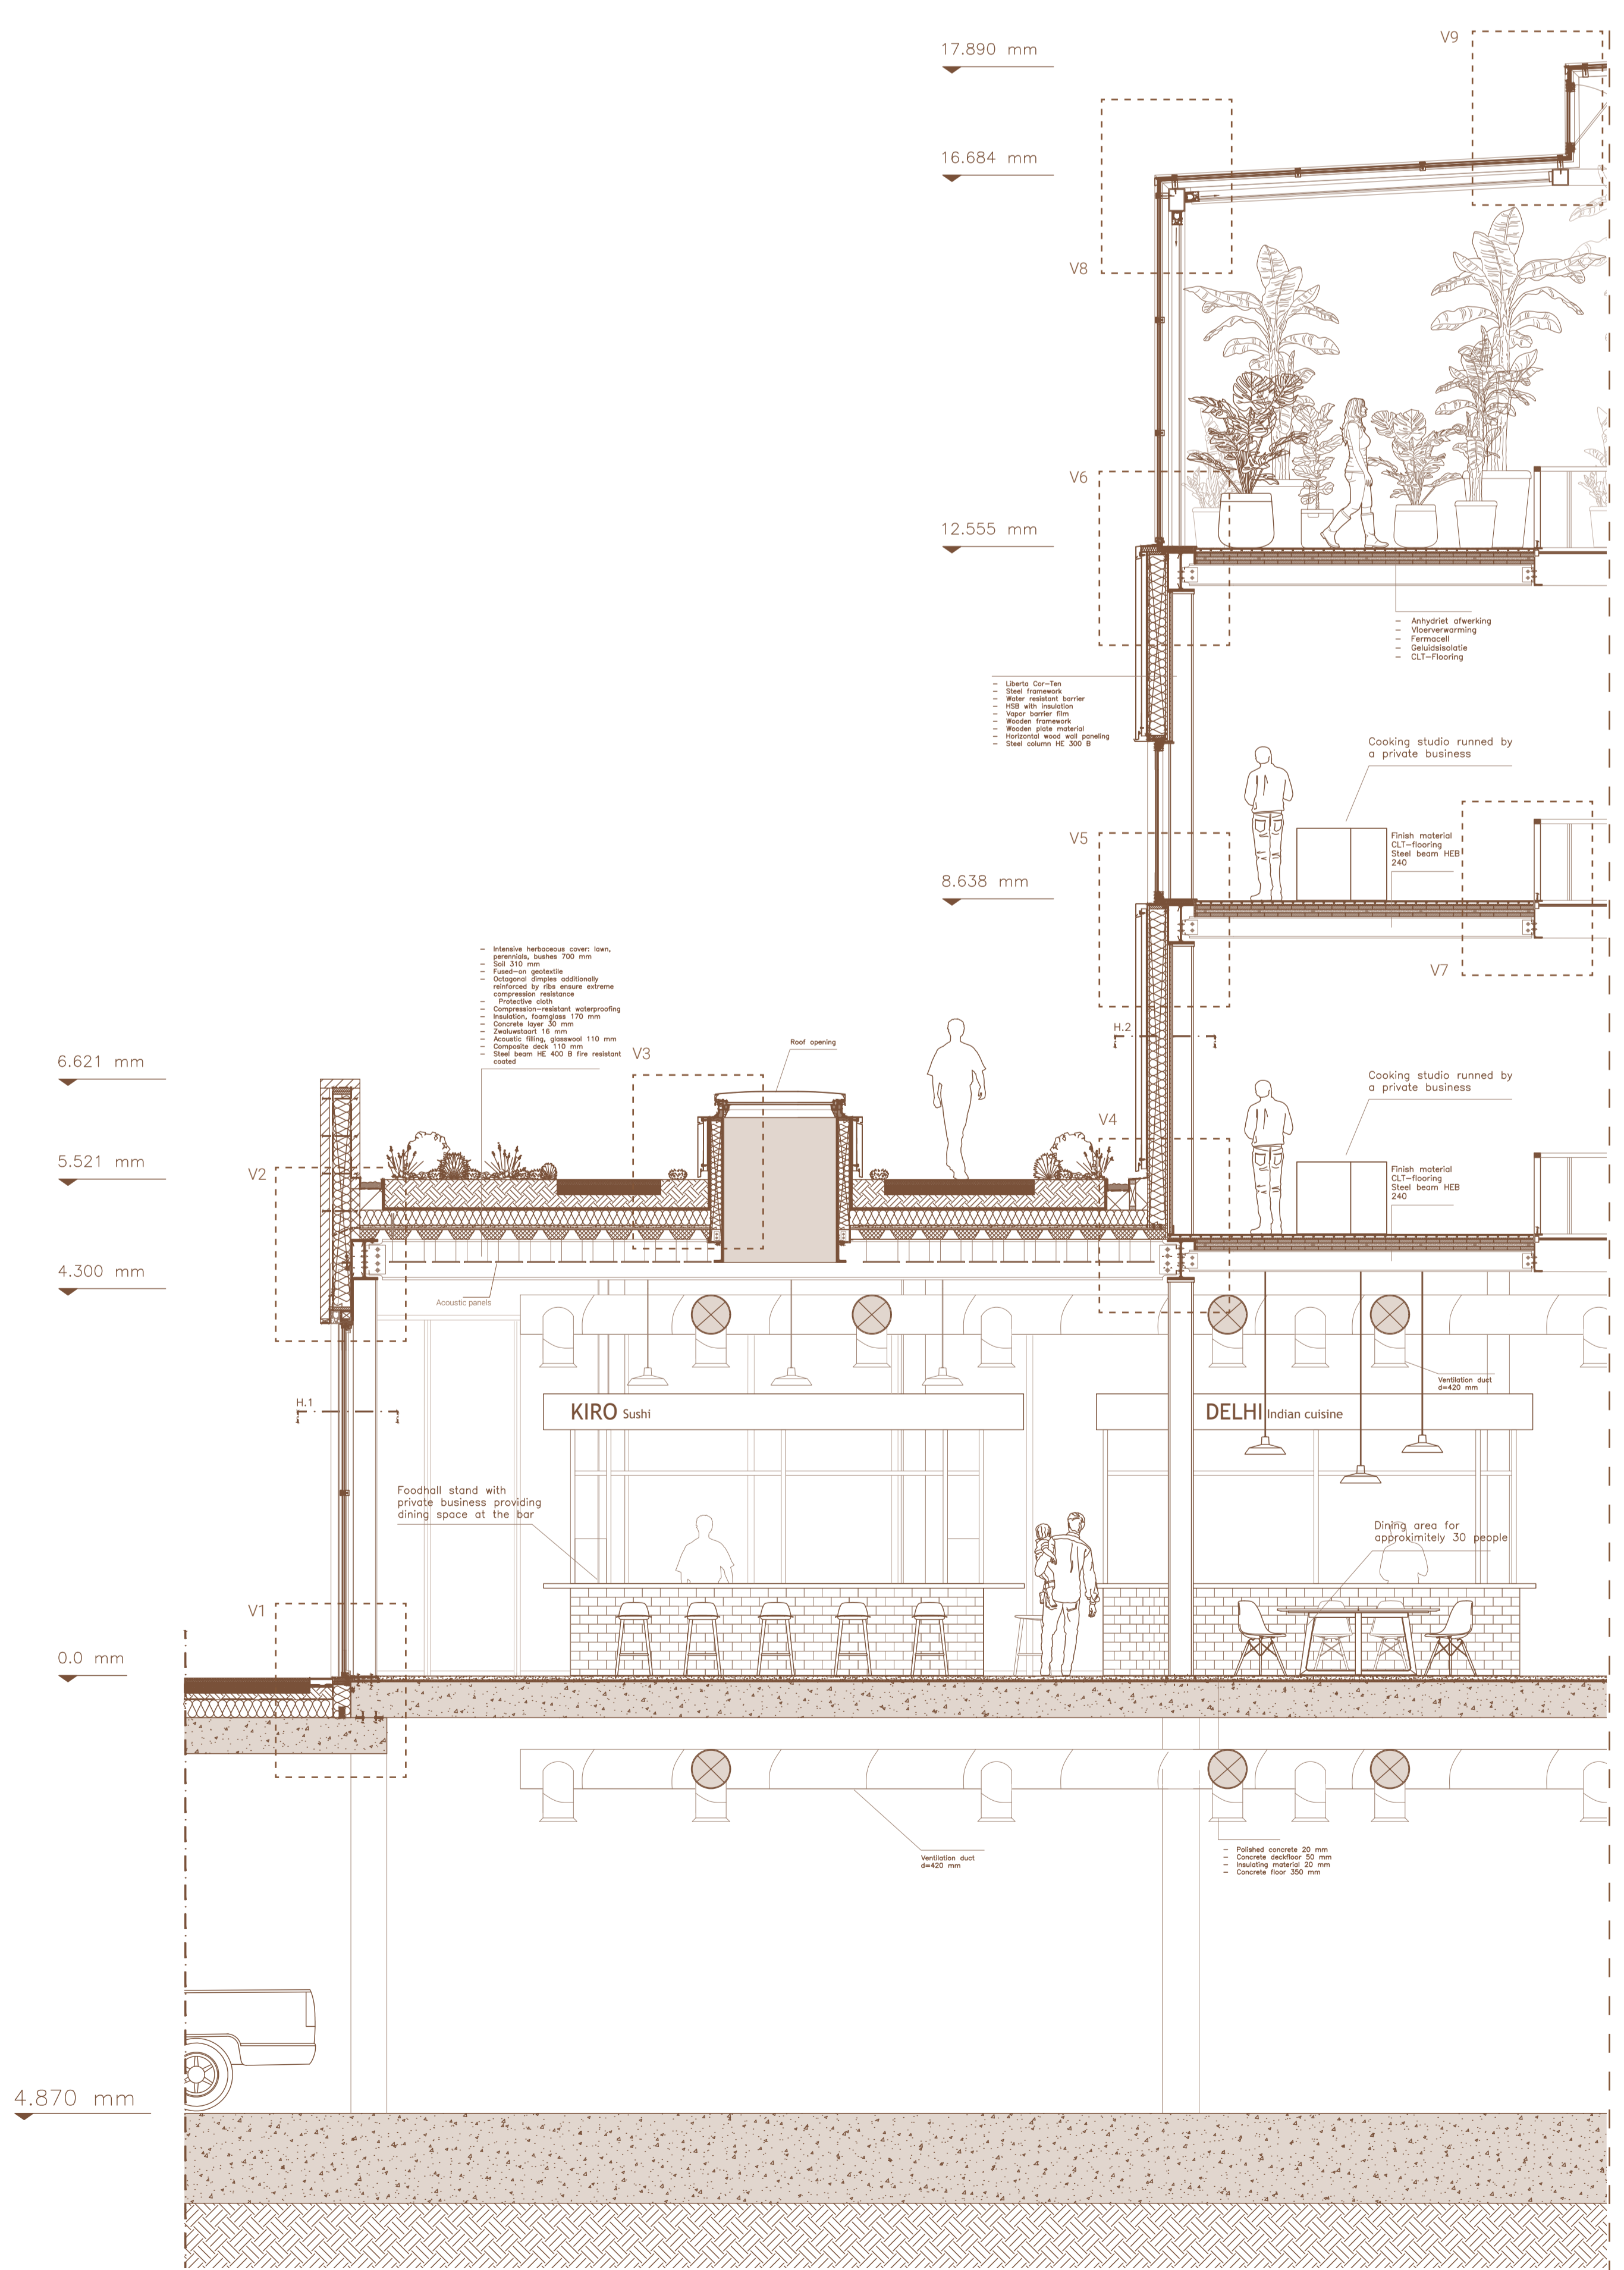 V9
17.890 mm
16.684 mm
V8
V6
12.555 mm
– Anhydriet afwerking
– Vloerverwarming
– Fermacell
– Geluidsisolatie
– CLT-Flooring
– Liberta Cor-Ten
– Steel framework
– Water resistant barrier
– HSB with insulation
– Vapor barrier film
– Wooden framework
– Wooden plate material
– Horizontal wood wall paneling
– Steel column HE 300 B
Cooking studio runned by
a private business
V5
Finish material
CLT-flooring
Steel beam HEB
240
8.638 mm
V7
– Intensive herbaceous cover: lawn,
perennials, bushes 700 mm
– Soil 310 mm
– Fused-on geotextile
– Octagonal dimples additionally
reinforced by ribs ensure extreme
compression resistance
– Protective cloth
– Compression-resistant waterproofing
– Insulation, foamglass 170 mm
– Concrete layer 30 mm
– Zwaluwstaart 16 mm
– Acoustic filling, glasswool 110 mm
– Composite deck 110 mm
– Steel beam HE 400 B fire resistant
coated
V3
Roof opening
H.2
6.621 mm
Cooking studio runned by
a private business
V4
5.521 mm
V2
Finish material
CLT-flooring
Steel beam HEB
240
4.300 mm
Acoustic panels
Ventilation duct
d=420 mm
H.1
KIRO Sushi
DELHI Indian cuisine
Foodhall stand with
private business providing
dining space at the bar
Dining area for
approximitely 30 people
V1
0.0 mm
Ventilation duct
d=420 mm
– Polished concrete 20 mm
– Concrete deckfloor 50 mm
– Insulating material 20 mm
– Concrete floor 350 mm
4.870 mm